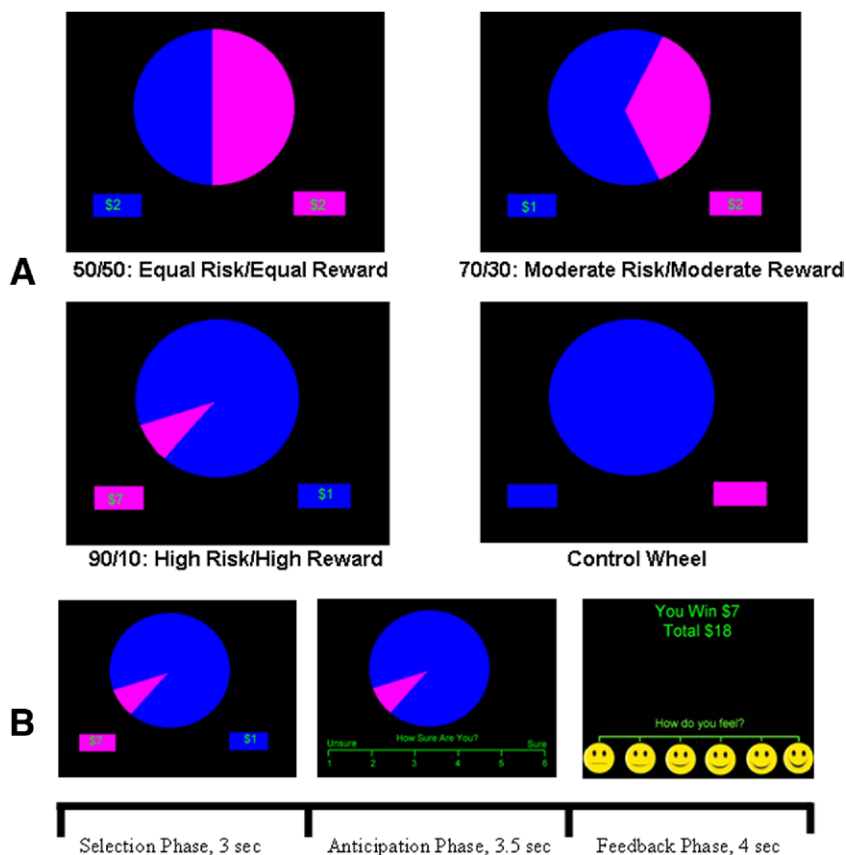 $2 $2
$1 $2
A
50/50: Equal Risk/Equal Reward
70/30: Moderate Risk/Moderate Reward
$7 $1
90/10: High Risk/High Reward
Control Wheel
B
$7 $1
How Sure Are You?
Unsure Sure
1 2 3 4 5 6
You Win $7
Total $18
How do you feel?
Selection Phase, 3 sec
Anticipation Phase, 3.5 sec
Feedback Phase, 4 sec